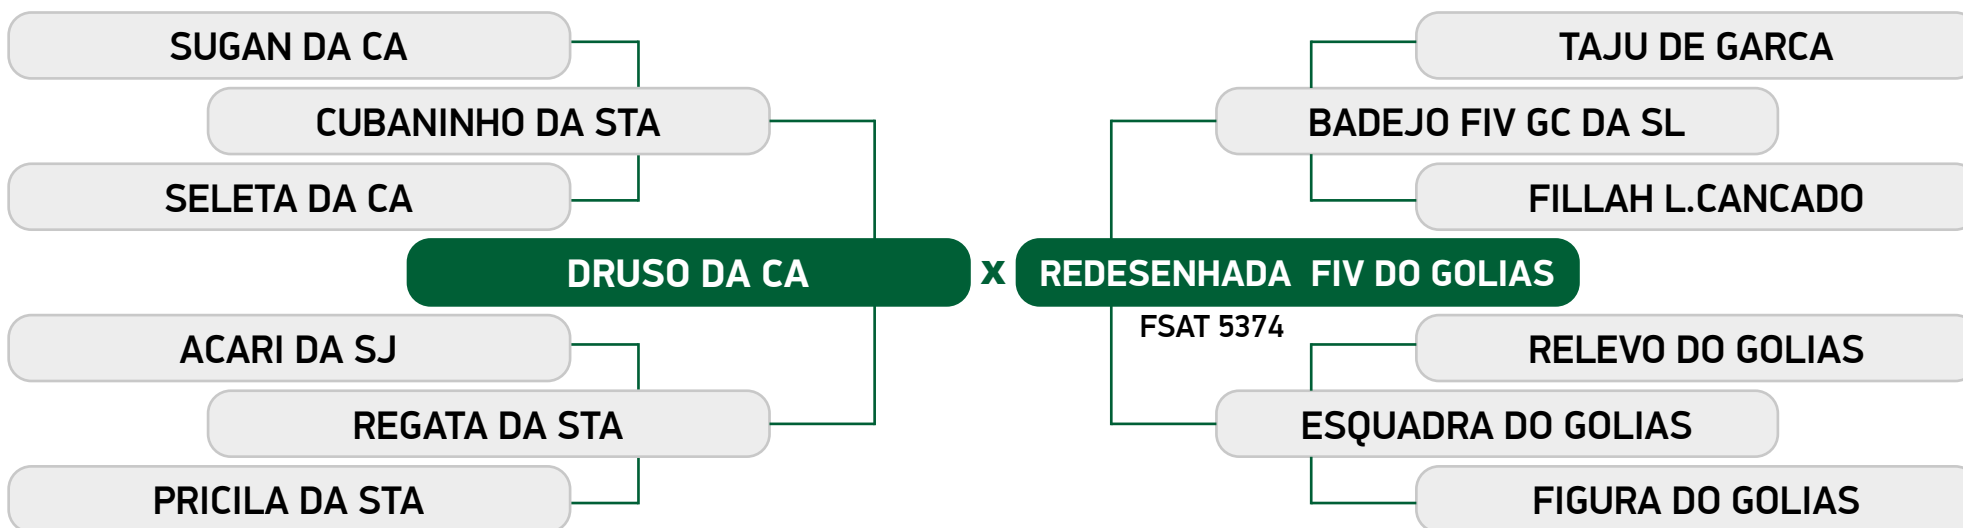 SUGAN DA CA
CUBANINHO DA STA
SELETA DA CA
DRUSO DA CA
ACARI DA SJ
REGATA DA STA
PRICILA DA STA
x
TAJU DE GARCA
BADEJO FIV GC DA SL
FILLAH L.CANCADO
REDESENHADA FIV DO GOLIAS
FSAT 5374
RELEVO DO GOLIAS
ESQUADRA DO GOLIAS
FIGURA DO GOLIAS